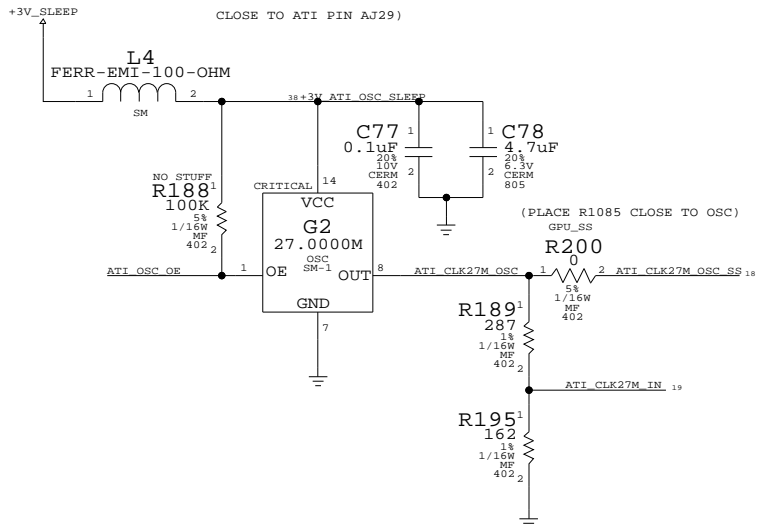 +3V_SLEEP
CLOSE TO ATI PIN AJ29)
L4
FERR-EMI-100-OHM
1
2
SM
38
+3V_ATI_OSC_SLEEP
C77
0.1uF
20%
10V
CERM
402
1
2
C78
4.7uF
20%
6.3V
CERM
805
1
2
NO STUFF
R188
100K
5%
1/16W
MF
402
1
2
CRITICAL
14
VCC
G2
27.0000M
OSC
SM-1
OE
OUT
GND
1
8
7
ATI_OSC_OE
ATI_CLK27M_OSC
(PLACE R1085 CLOSE TO OSC)
GPU_SS
R200
0
1
2
5%
1/16W
MF
402
ATI_CLK27M_OSC_SS
18
R189
287
1%
1/16W
MF
402
1
2
ATI_CLK27M_IN
19
R195
162
1%
1/16W
MF
402
1
2